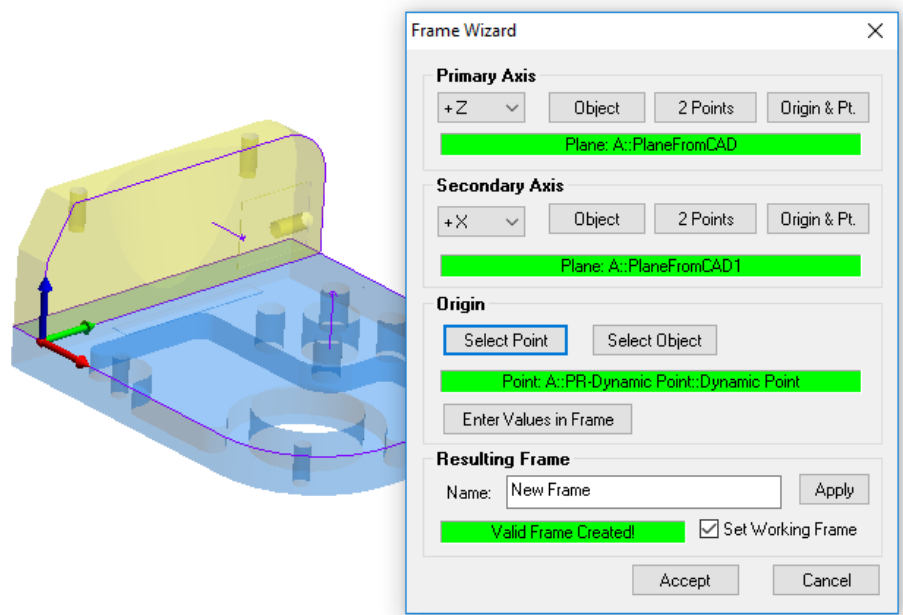 Frame Wizard
Primary Axis
+Z Object 2 Points Origin & Pt.
Plane: A::PlaneFromCAD
Secondary Axis
+X Object 2 Points Origin & Pt.
Plane: A::PlaneFromCAD1
Origin
Select Point Select Object
Point: A::PR-Dynamic Point::Dynamic Point
Enter Values in Frame
Resulting Frame
Name: New Frame Apply
Valid Frame Created! Set Working Frame
Accept Cancel